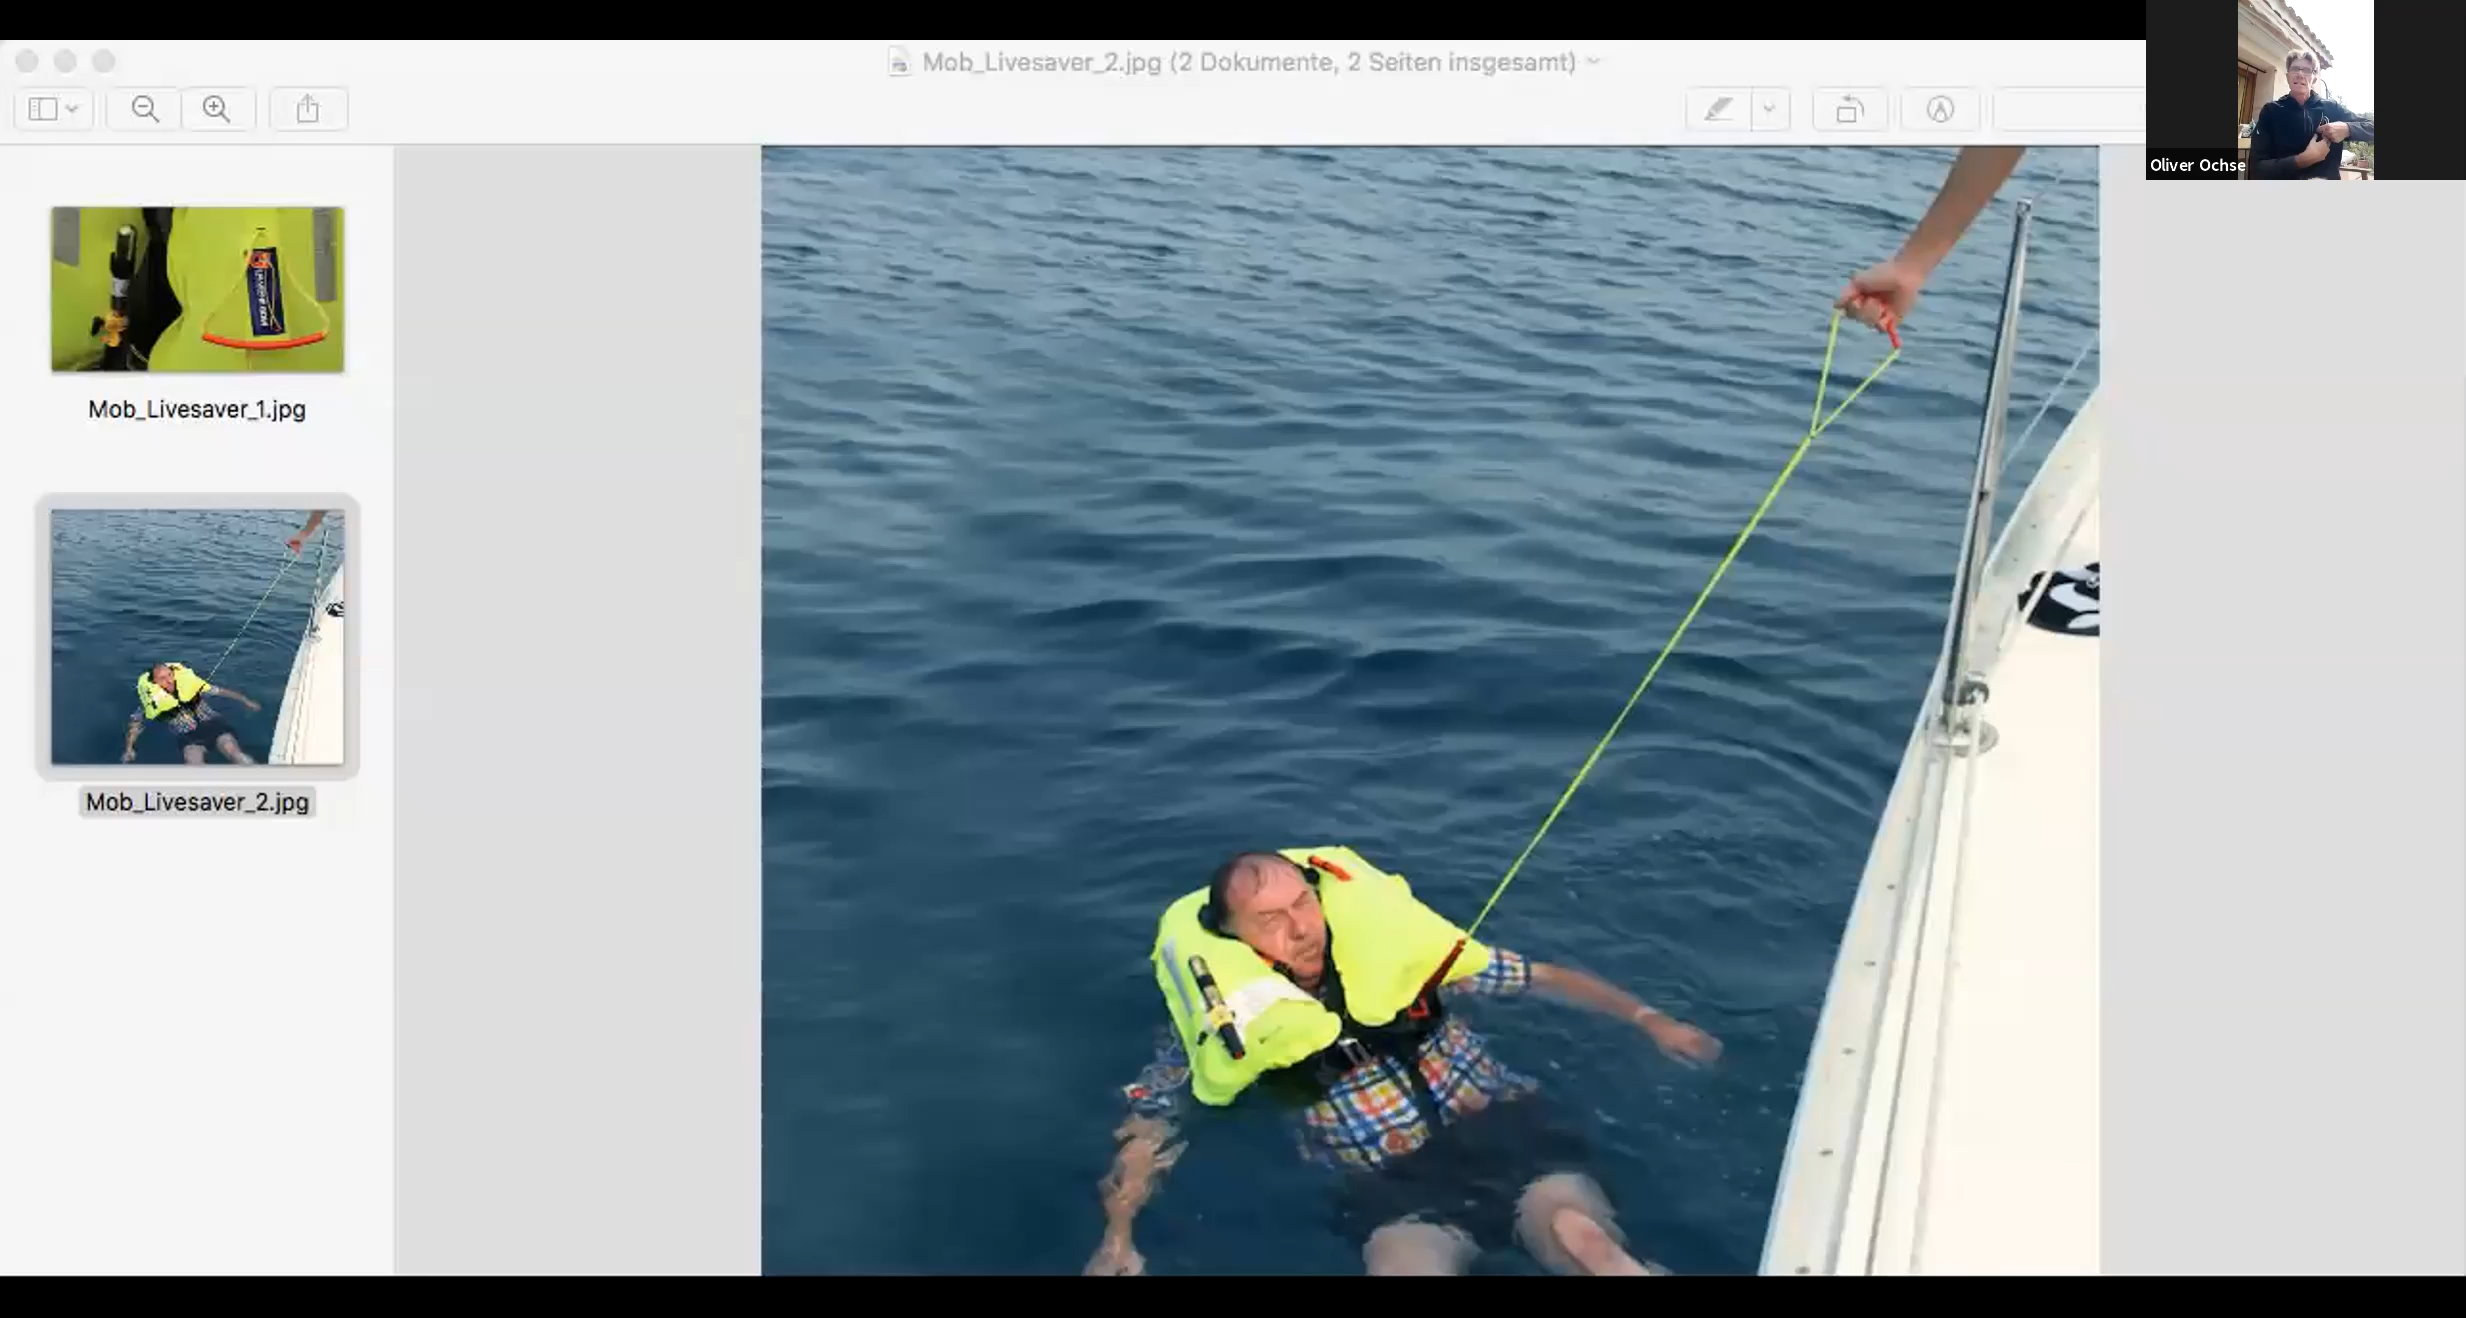 Mob_Livesaver_2.jpg (2 Dokumente, 2 Seiten insgesamt)
Oliver Ochse
Mob_Livesaver_1.jpg
Mob_Livesaver_2.jpg